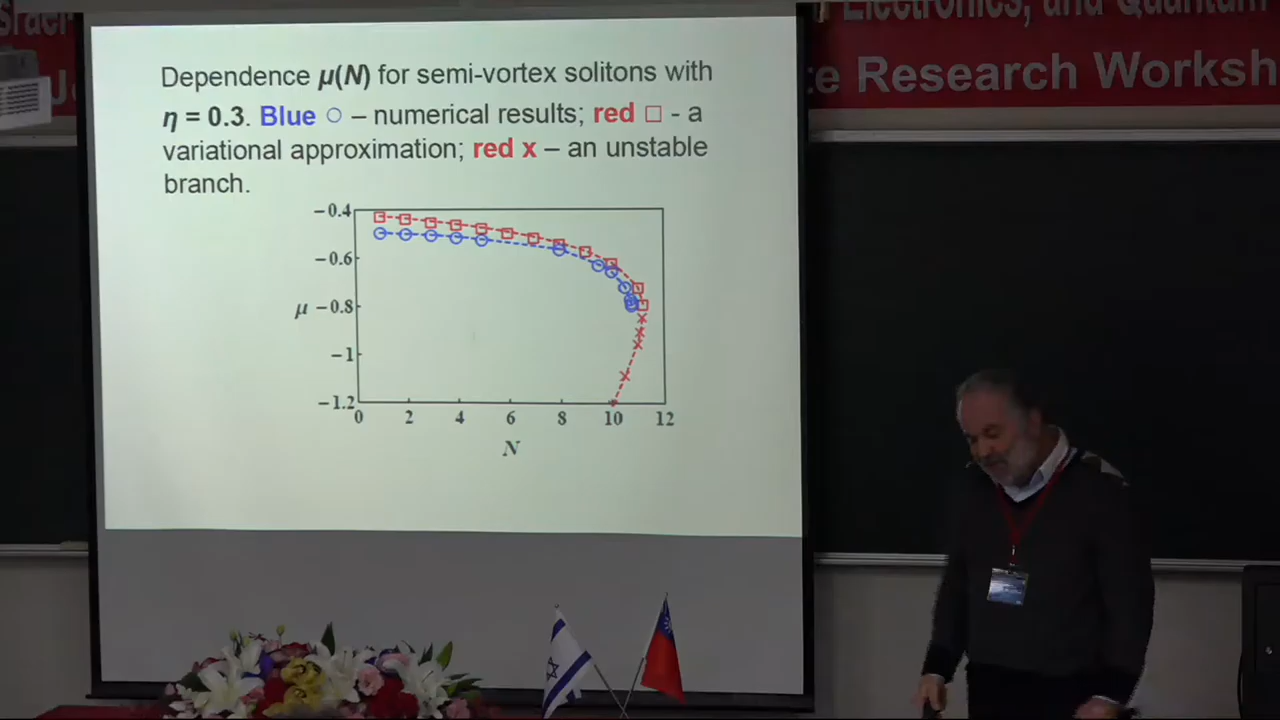 Electronics, and Quantum
te Research Worksh
Dependence μ(N) for semi-vortex solitons with
η = 0.3. Blue ○ – numerical results; red □ - a
variational approximation; red x – an unstable
branch.
−0.4
−0.6
μ −0.8
−1
−1.2
0 2 4 6 8 10 12
N